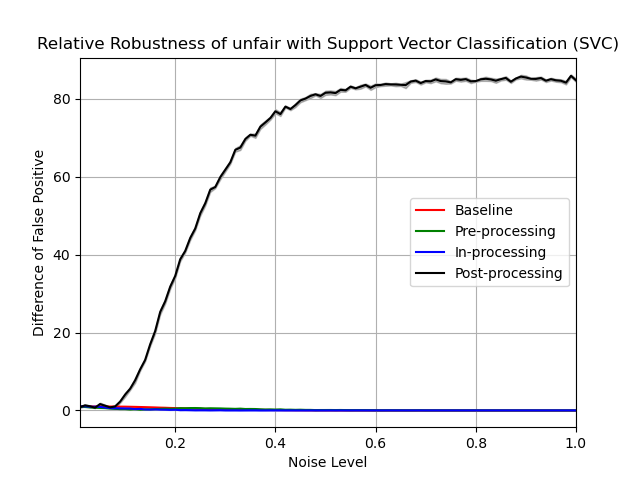 Relative Robustness of unfair with Support Vector Classification (SVC)
Difference of False Positive
80
60
40
20
0
Baseline
Pre-processing
In-processing
Post-processing
0.2
0.4
0.6
0.8
1.0
Noise Level